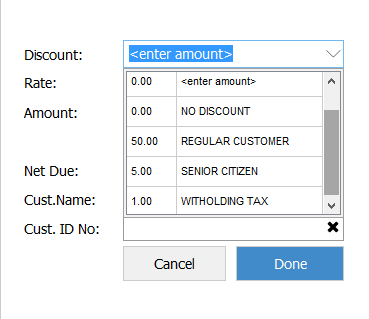 Discount: <enter amount>
Rate: 0.00 <enter amount>
Amount: 0.00 NO DISCOUNT
50.00 REGULAR CUSTOMER
Net Due: 5.00 SENIOR CITIZEN
Cust.Name: 1.00 WITHOLDING TAX
Cust. ID No:
Cancel Done